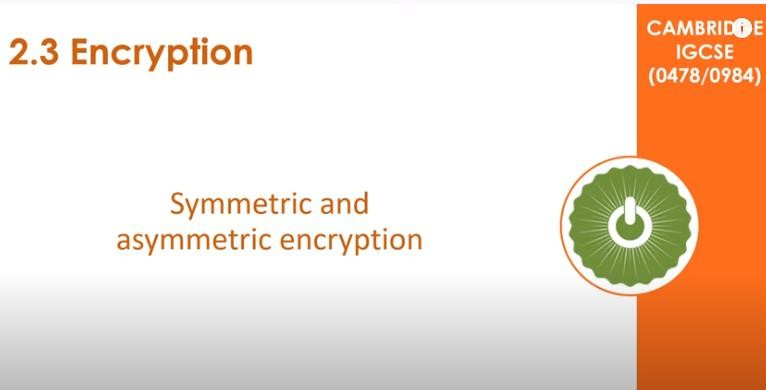 2.3 Encryption
CAMBRIDGE
IGCSE
(0478/0984)
Symmetric and
asymmetric encryption